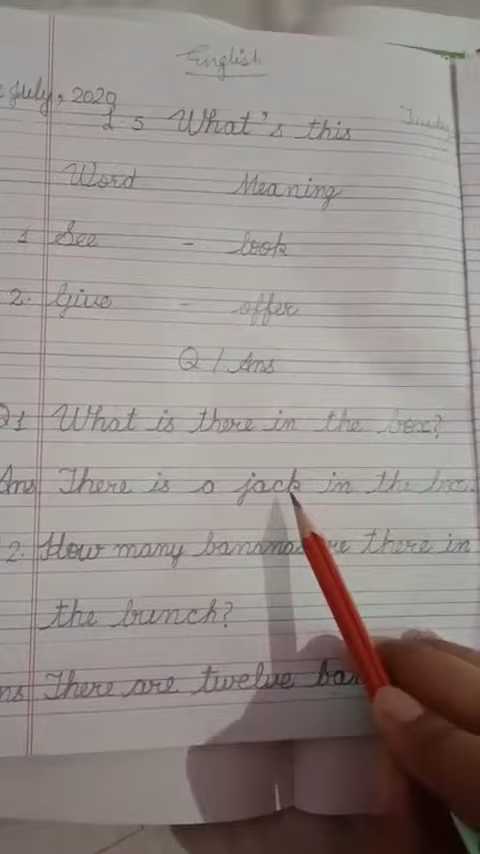 English
July, 2020
Tuesday
L 5 What's this
Word Meaning
1 See - look
2. Give - offer
Q / Ans
Q1 What is there in the box?
Ans There is a jack in the box.
2. How many bananas are there in
the bunch?
Ans There are twelve